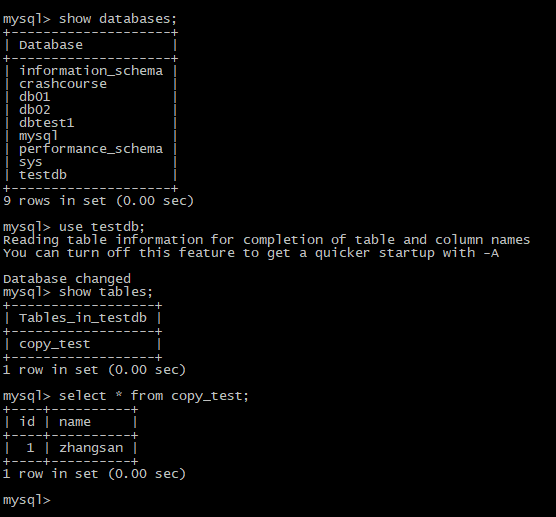 mysql> show databases;
+--------------------+
| Database           |
+--------------------+
| information_schema |
| crashcourse        |
| db01               |
| db02               |
| dbtest1            |
| mysql              |
| performance_schema |
| sys                |
| testdb             |
+--------------------+
9 rows in set (0.00 sec)
mysql> use testdb;
Reading table information for completion of table and column names
You can turn off this feature to get a quicker startup with -A
Database changed
mysql> show tables;
+------------------+
| Tables_in_testdb |
+------------------+
| copy_test        |
+------------------+
1 row in set (0.00 sec)
mysql> select * from copy_test;
+----+----------+
| id | name     |
+----+----------+
|  1 | zhangsan |
+----+----------+
1 row in set (0.00 sec)
mysql>